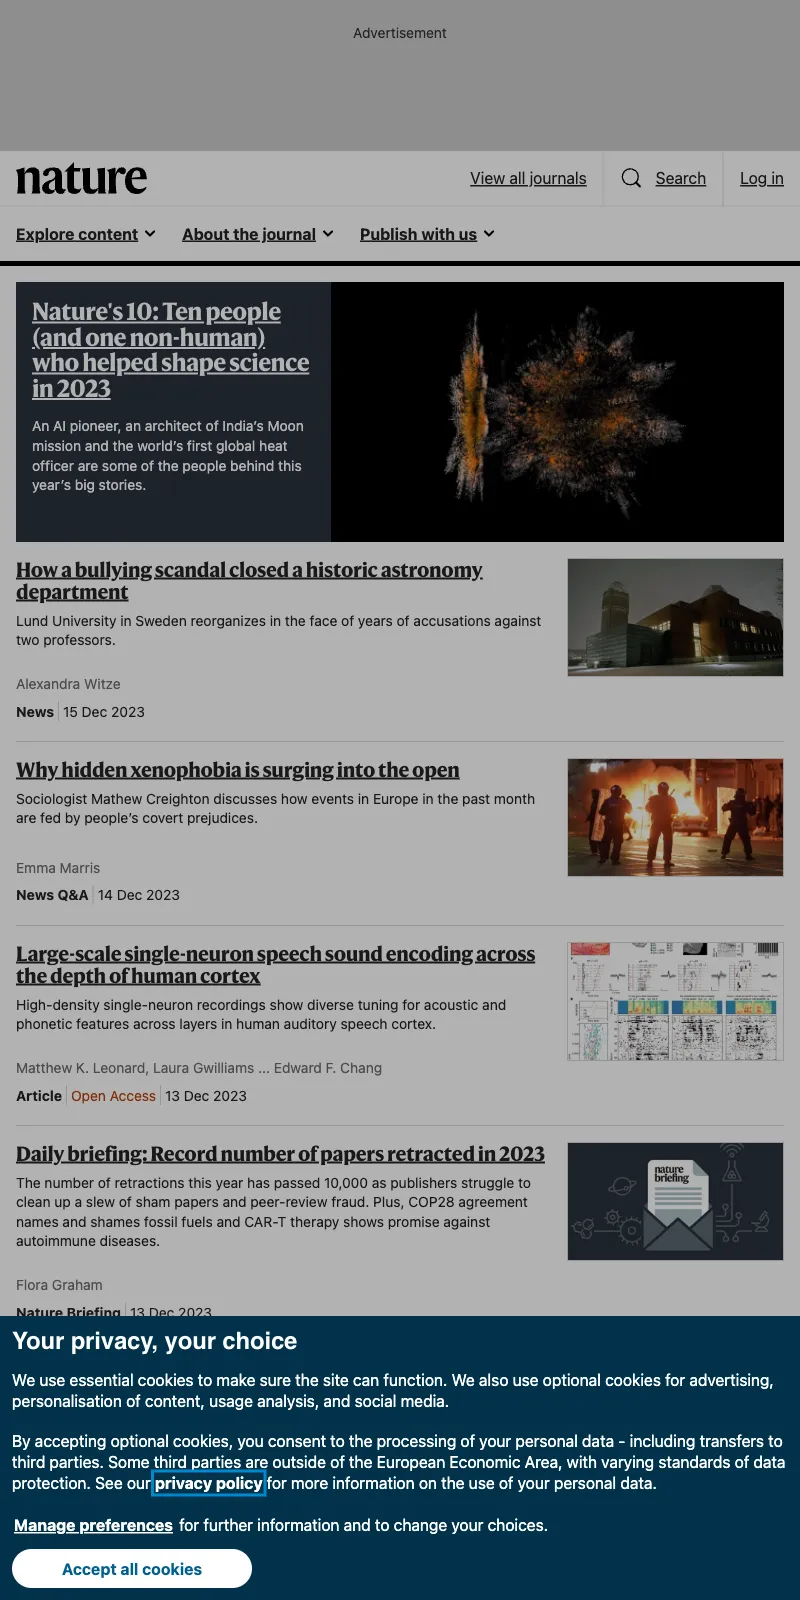 Advertisement
nature
View all journals
Search
Log in
Explore content
About the journal
Publish with us
Nature's 10: Ten people
(and one non-human)
who helped shape science
in 2023
An AI pioneer, an architect of India’s Moon
mission and the world’s first global heat
officer are some of the people behind this
year’s big stories.
How a bullying scandal closed a historic astronomy
department
Lund University in Sweden reorganizes in the face of years of accusations against
two professors.
Alexandra Witze
News 15 Dec 2023
Why hidden xenophobia is surging into the open
Sociologist Mathew Creighton discusses how events in Europe in the past month
are fed by people’s covert prejudices.
Emma Marris
News Q&A 14 Dec 2023
Large-scale single-neuron speech sound encoding across
the depth of human cortex
High-density single-neuron recordings show diverse tuning for acoustic and
phonetic features across layers in human auditory speech cortex.
Matthew K. Leonard, Laura Gwilliams ... Edward F. Chang
Article Open Access 13 Dec 2023
Daily briefing: Record number of papers retracted in 2023
The number of retractions this year has passed 10,000 as publishers struggle to
clean up a slew of sham papers and peer-review fraud. Plus, COP28 agreement
names and shames fossil fuels and CAR-T therapy shows promise against
autoimmune diseases.
nature
briefing
Flora Graham
Nature Briefing 13 Dec 2023
Your privacy, your choice
We use essential cookies to make sure the site can function. We also use optional cookies for advertising,
personalisation of content, usage analysis, and social media.
By accepting optional cookies, you consent to the processing of your personal data - including transfers to
third parties. Some third parties are outside of the European Economic Area, with varying standards of data
protection. See our privacy policy for more information on the use of your personal data.
Manage preferences for further information and to change your choices.
Accept all cookies